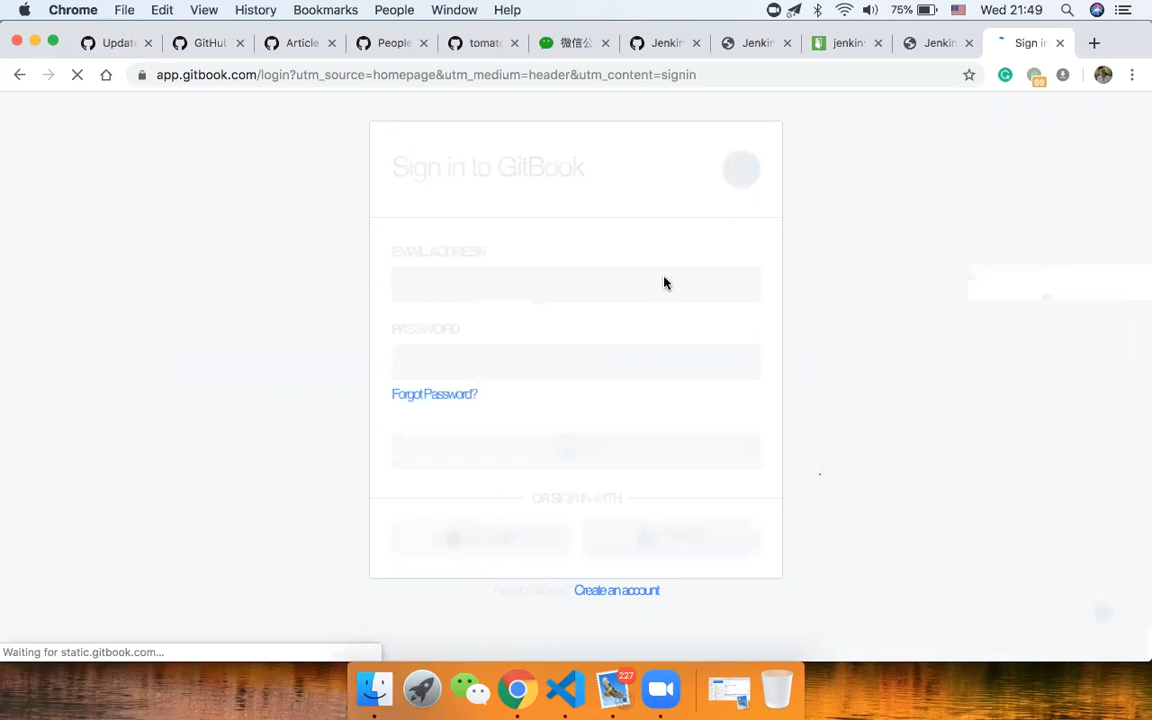 Chrome File Edit View History Bookmarks People Window Help 75% Wed 21:49
Updat GitHu Article People tomat 微信公 Jenkin Jenkin jenkin Jenkin Sign in
app.gitbook.com/login?utm_source=homepage&utm_medium=header&utm_content=signin 88
Sign in to GitBook
EMAIL ADDRESS
PASSWORD
Forgot Password?
OR SIGN IN WITH
Create an account
Waiting for static.gitbook.com...
227